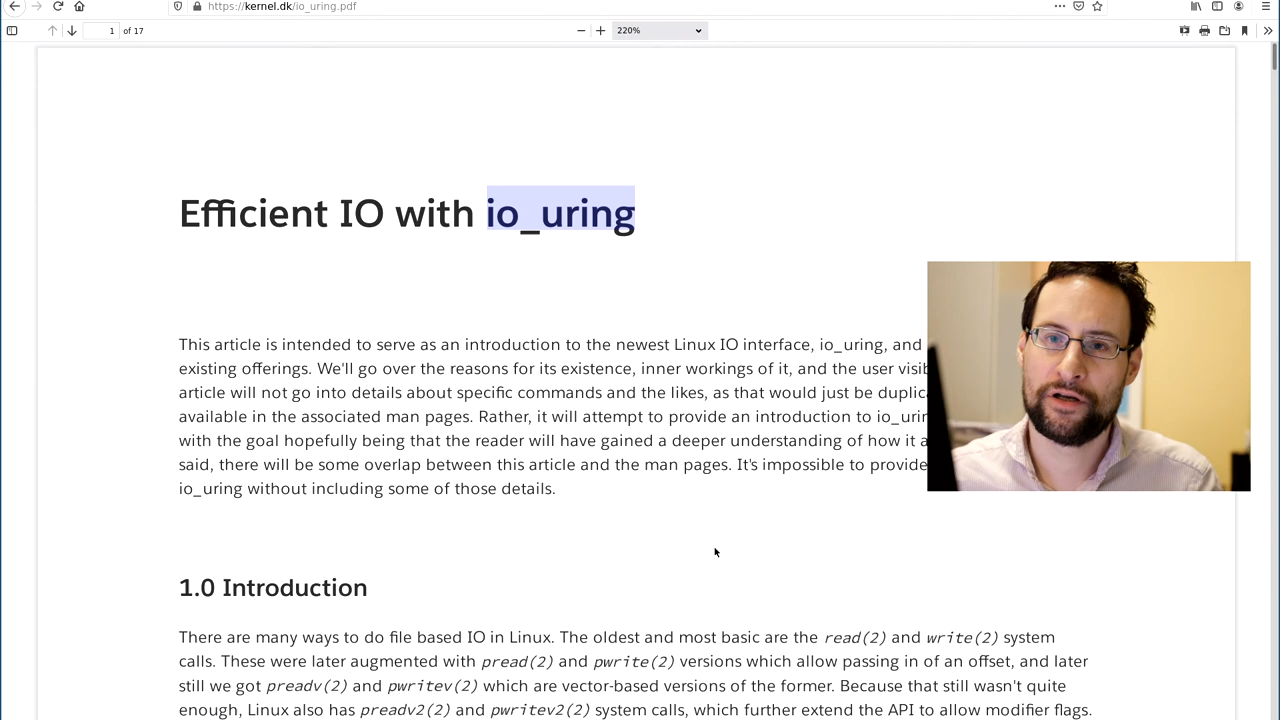 https://kernel.dk/io_uring.pdf
1 of 17
220%
Efficient IO with io_uring
This article is intended to serve as an introduction to the newest Linux IO interface, io_uring, and
existing offerings. We'll go over the reasons for its existence, inner workings of it, and the user
article will not go into details about specific commands and the likes, as that would just be
available in the associated man pages. Rather, it will attempt to provide an introduction to
with the goal hopefully being that the reader will have gained a deeper understanding of how it
said, there will be some overlap between this article and the man pages. It's impossible to provide
io_uring without including some of those details.
1.0 Introduction
There are many ways to do file based IO in Linux. The oldest and most basic are the read(2) and write(2) system
calls. These were later augmented with pread(2) and pwrite(2) versions which allow passing in of an offset, and later
still we got preadv(2) and pwritev(2) which are vector-based versions of the former. Because that still wasn't quite
enough, Linux also has preadv2(2) and pwritev2(2) system calls, which further extend the API to allow modifier flags.